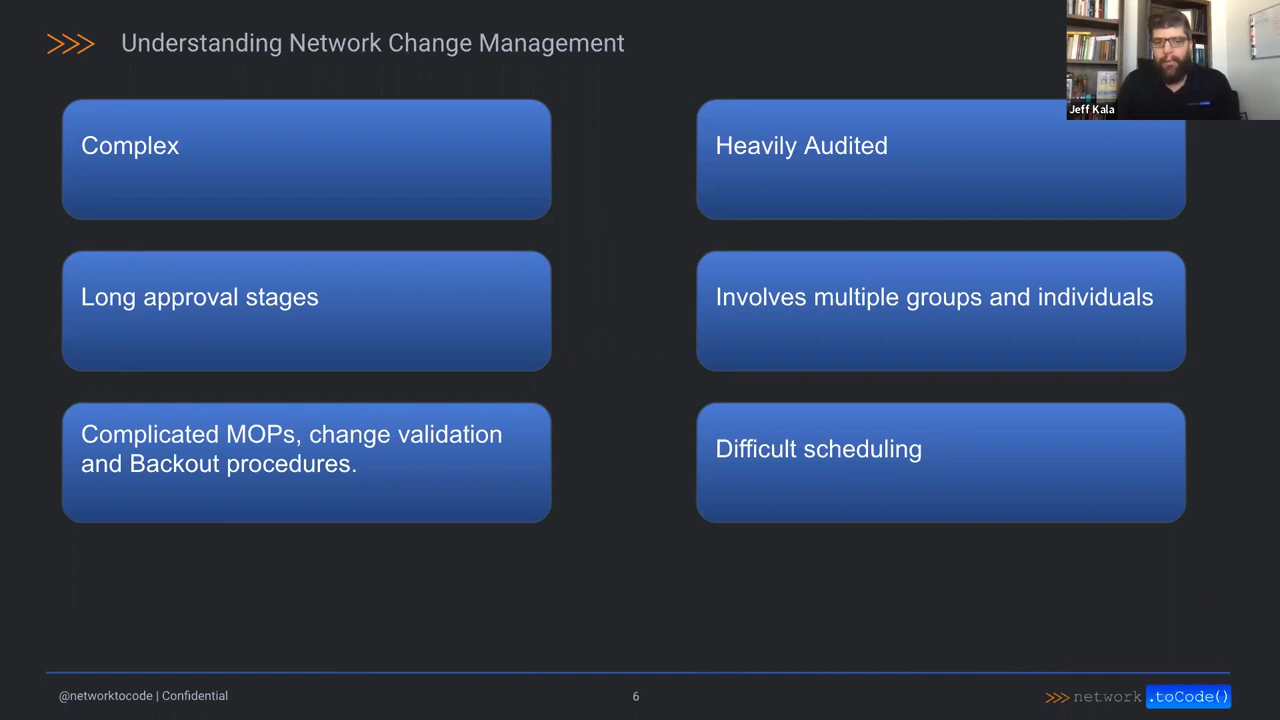 Understanding Network Change Management
Jeff Kala
Complex
Heavily Audited
Long approval stages
Involves multiple groups and individuals
Complicated MOPs, change validation
and Backout procedures.
Difficult scheduling
@networktocode | Confidential
6
>>> network .toCode()